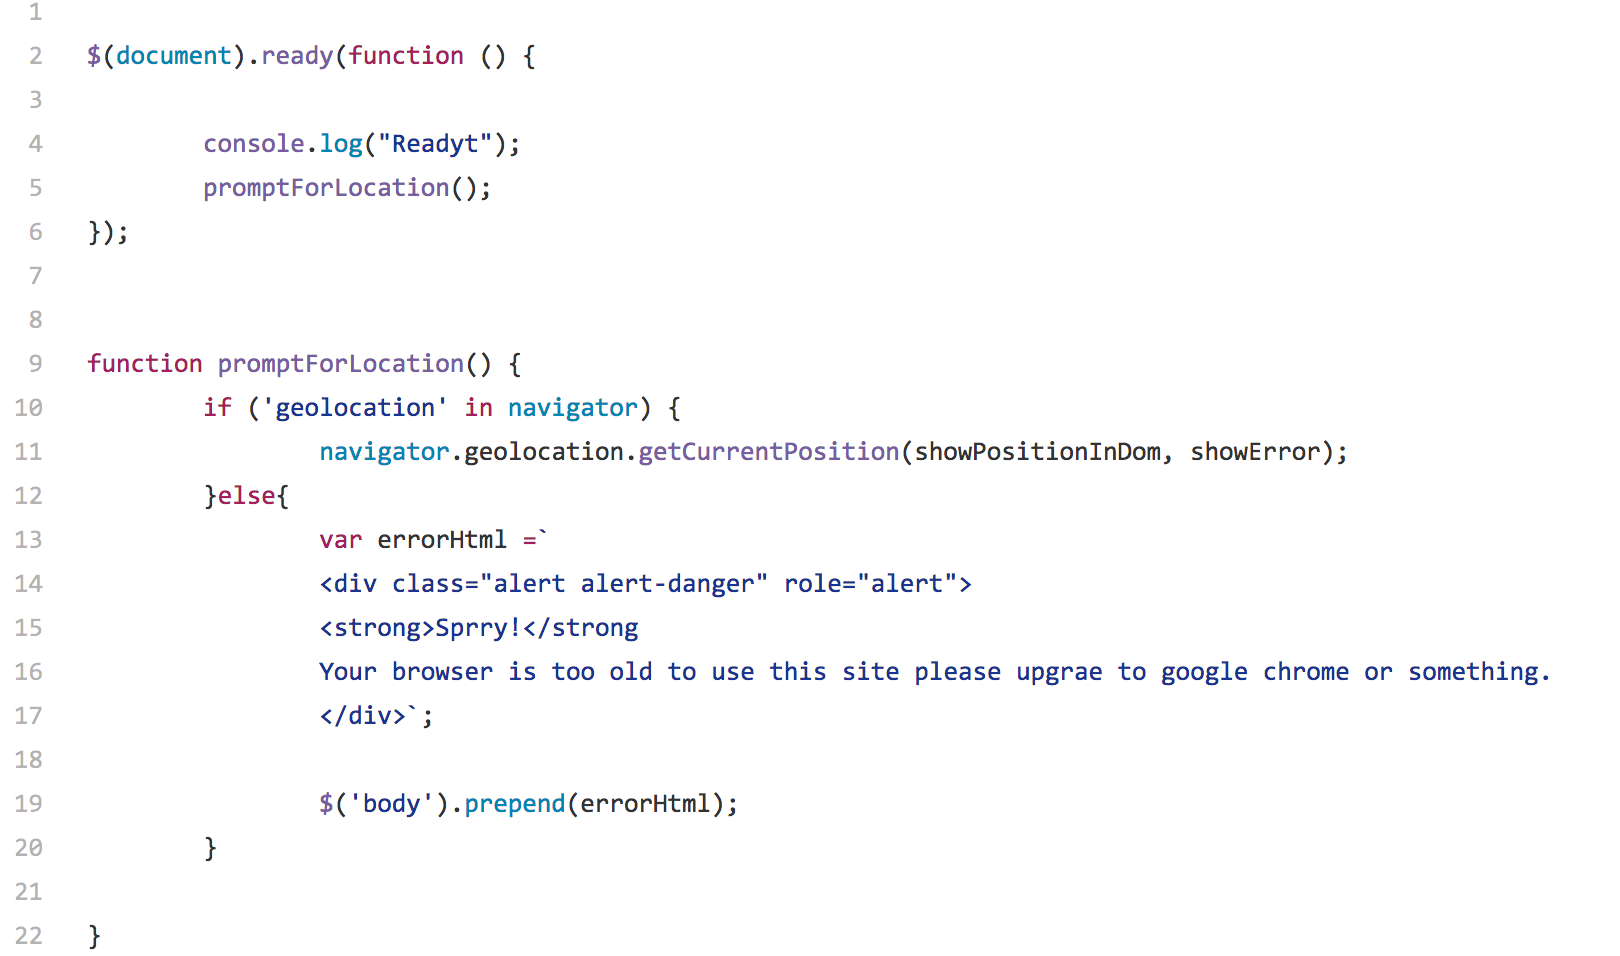 1
2 $(document).ready(function () {
3
4 console.log("Readyt");
5 promptForLocation();
6 });
7
8
9 function promptForLocation() {
10 if ('geolocation' in navigator) {
11 navigator.geolocation.getCurrentPosition(showPositionInDom, showError);
12 }else{
13 var errorHtml =`
14 <div class="alert alert-danger" role="alert">
15 <strong>Sprry!</strong
16 Your browser is too old to use this site please upgrae to google chrome or something.
17 </div>`;
18
19 $('body').prepend(errorHtml);
20 }
21
22 }